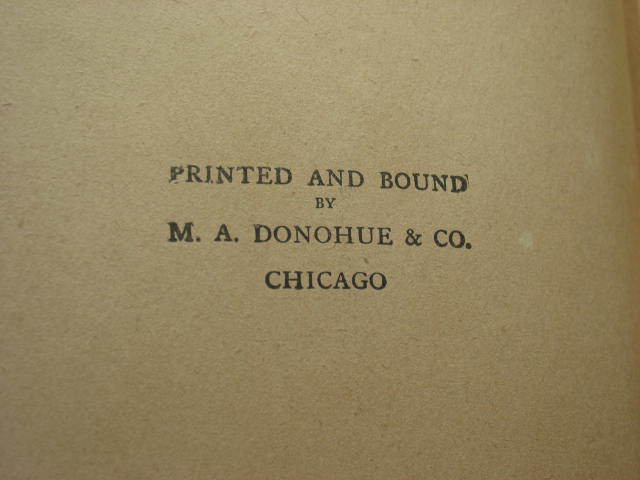 PRINTED AND BOUND
BY
M. A. DONOHUE & CO.
CHICAGO